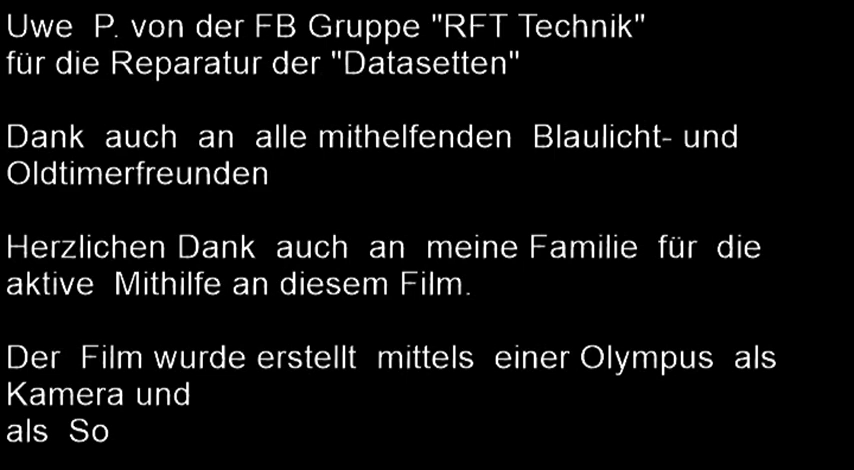 Uwe P. von der FB Gruppe "RFT Technik"
für die Reparatur der "Datasetten"
Dank auch an alle mithelfenden Blaulicht- und
Oldtimerfreunden
Herzlichen Dank auch an meine Familie für die
aktive Mithilfe an diesem Film.
Der Film wurde erstellt mittels einer Olympus als
Kamera und
als So